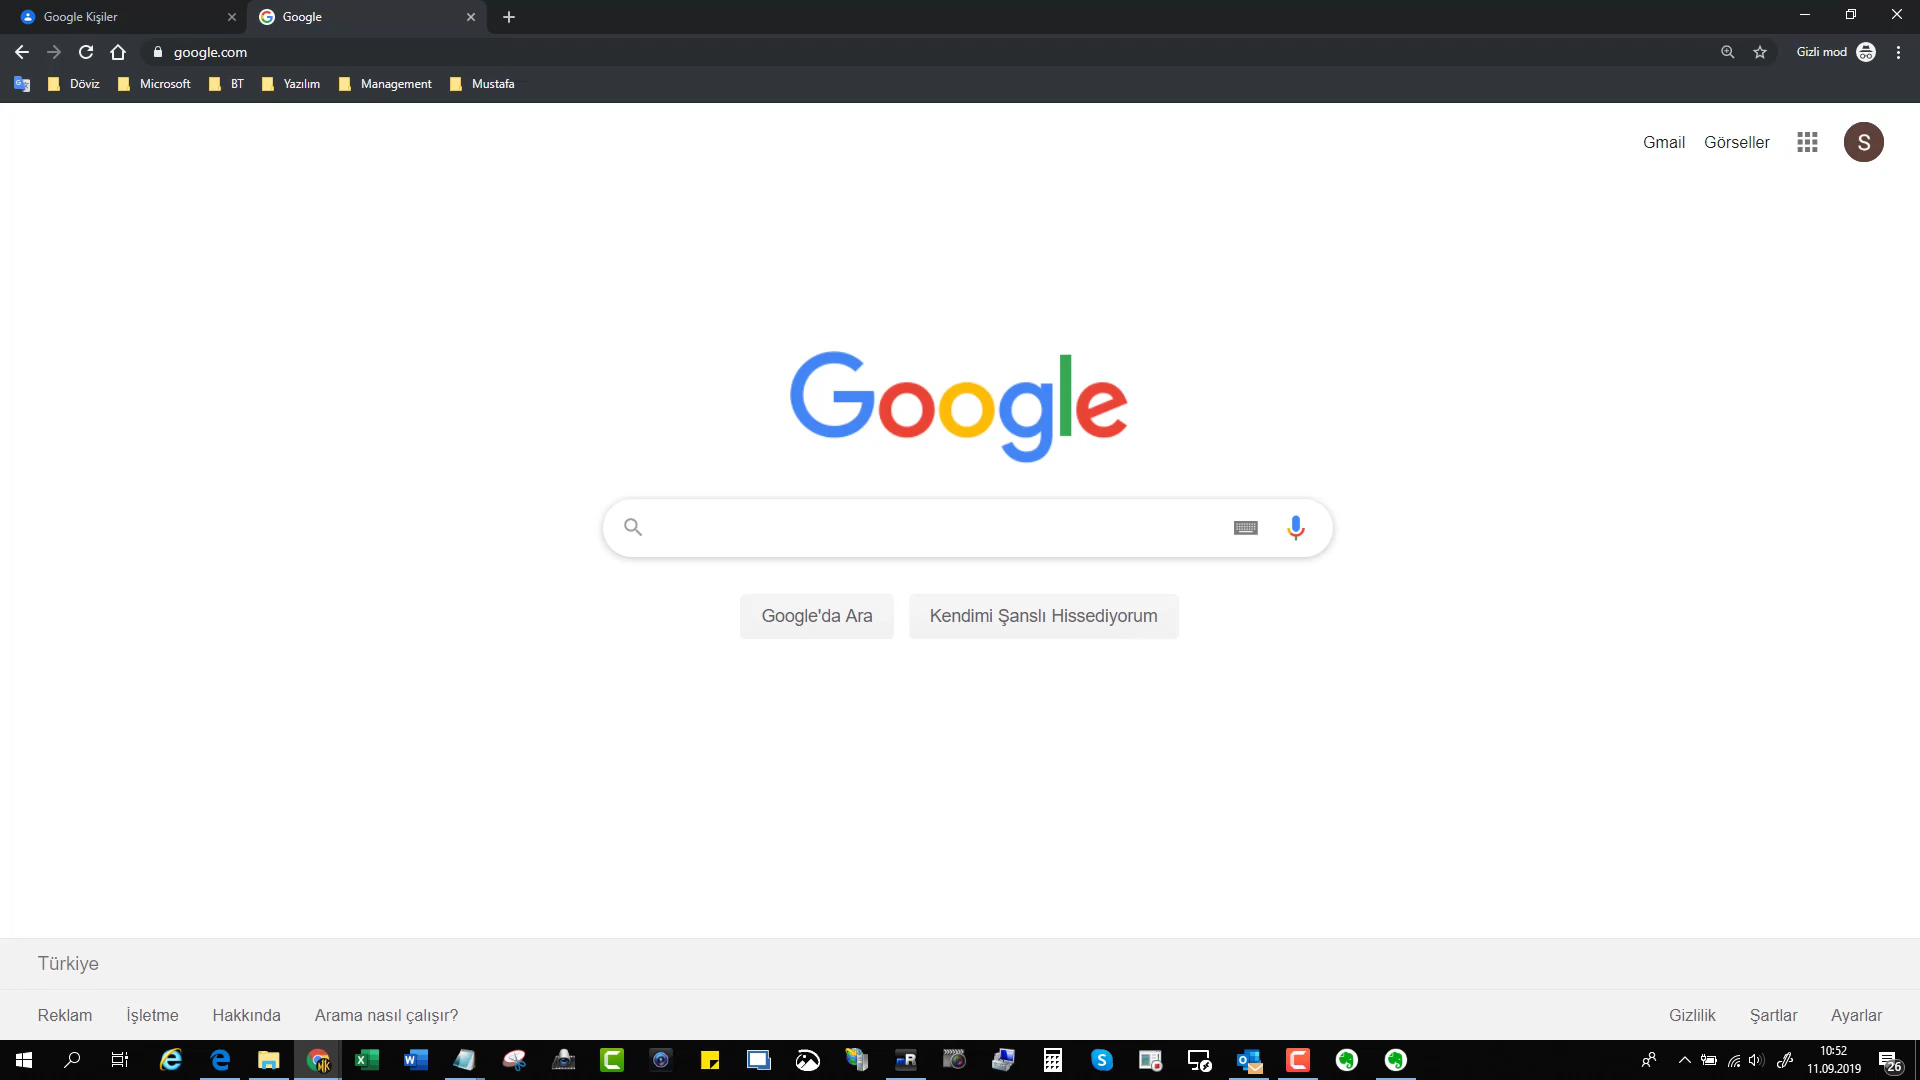 Google Kişiler
Google
google.com
Gizli mod
Döviz
Microsoft
BT
Yazılım
Management
Mustafa
Gmail
Görseller
S
Google
Google'da Ara
Kendimi Şanslı Hissediyorum
Türkiye
Reklam
İşletme
Hakkında
Arama nasıl çalışır?
Gizlilik
Şartlar
Ayarlar
10:52
11.09.2019
26